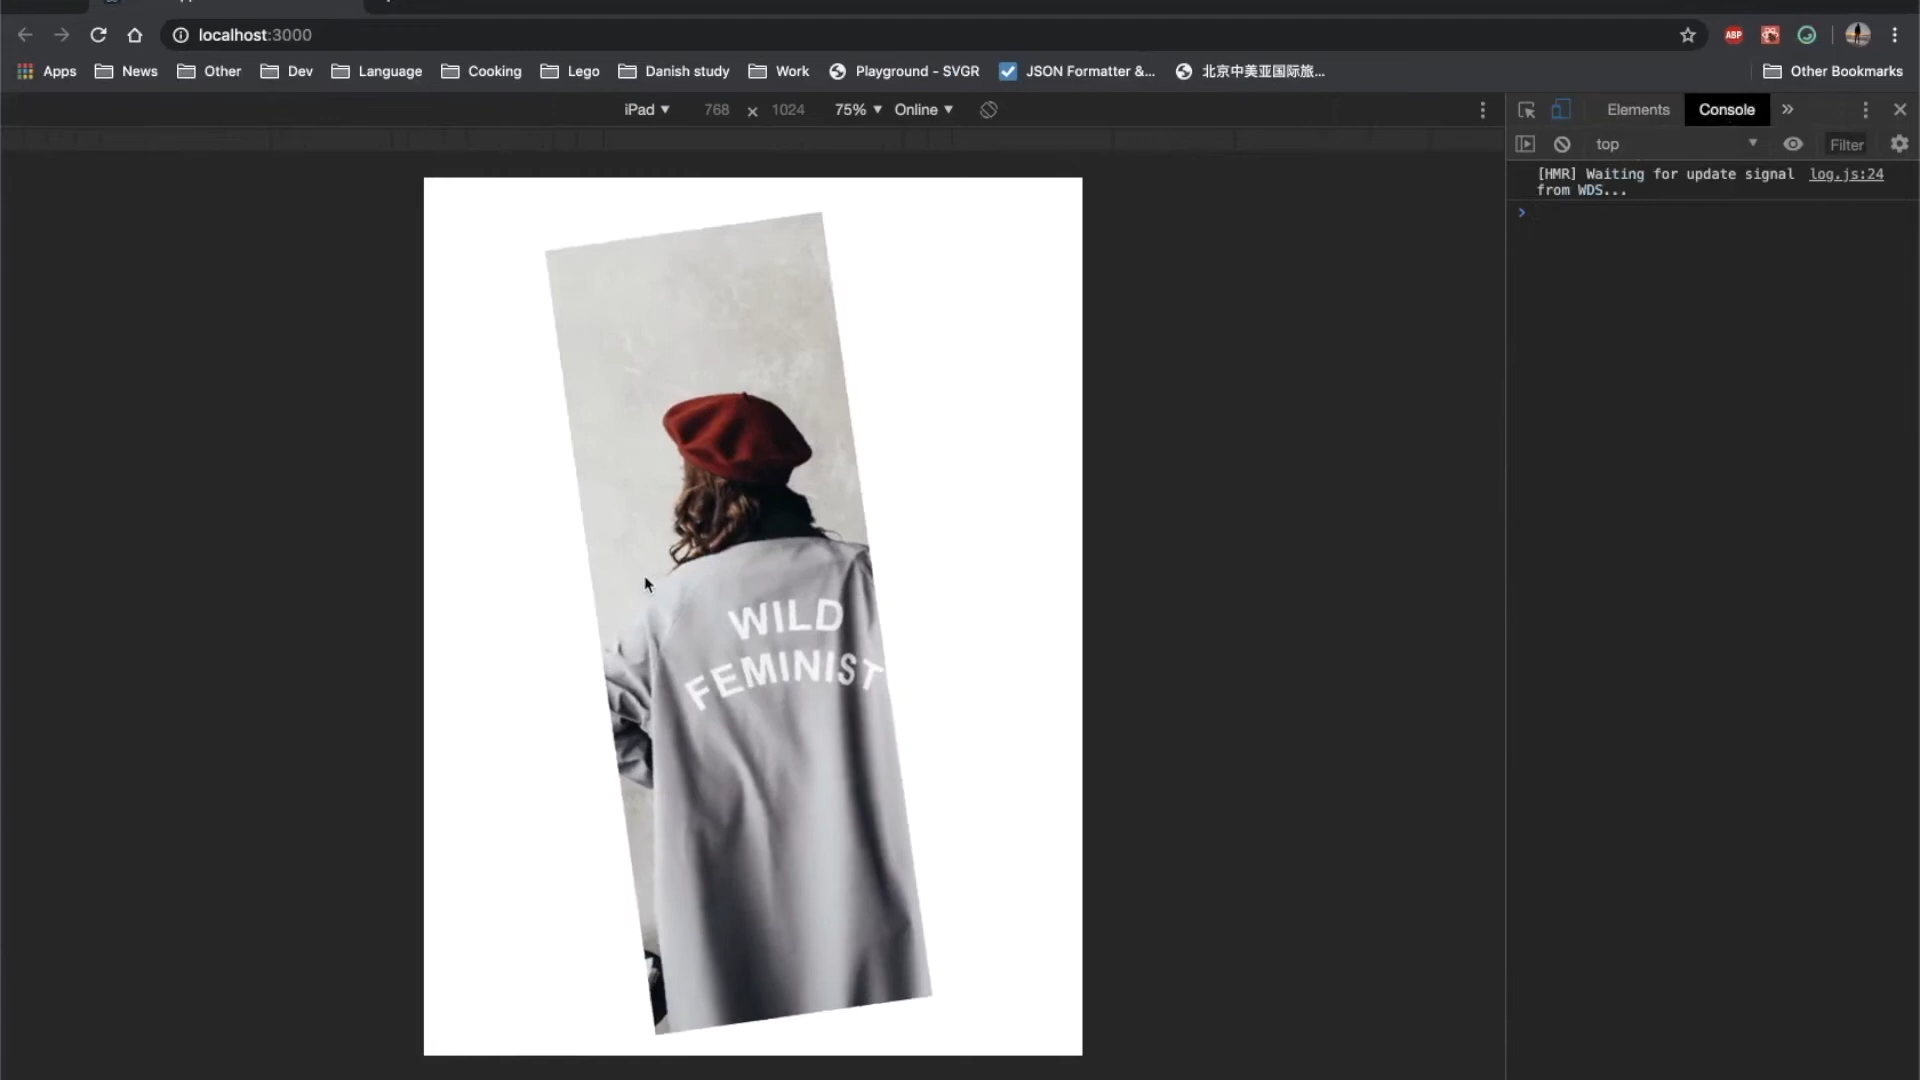 localhost:3000
ABP
Apps News Other Dev Language Cooking Lego Danish study Work Playground - SVGR JSON Formatter &... 北京中美亚国际旅... Other Bookmarks
iPad 768 x 1024 75% Online
Elements Console
top Filter
[HMR] Waiting for update signal log.js:24
from WDS...
WILD
FEMINIST